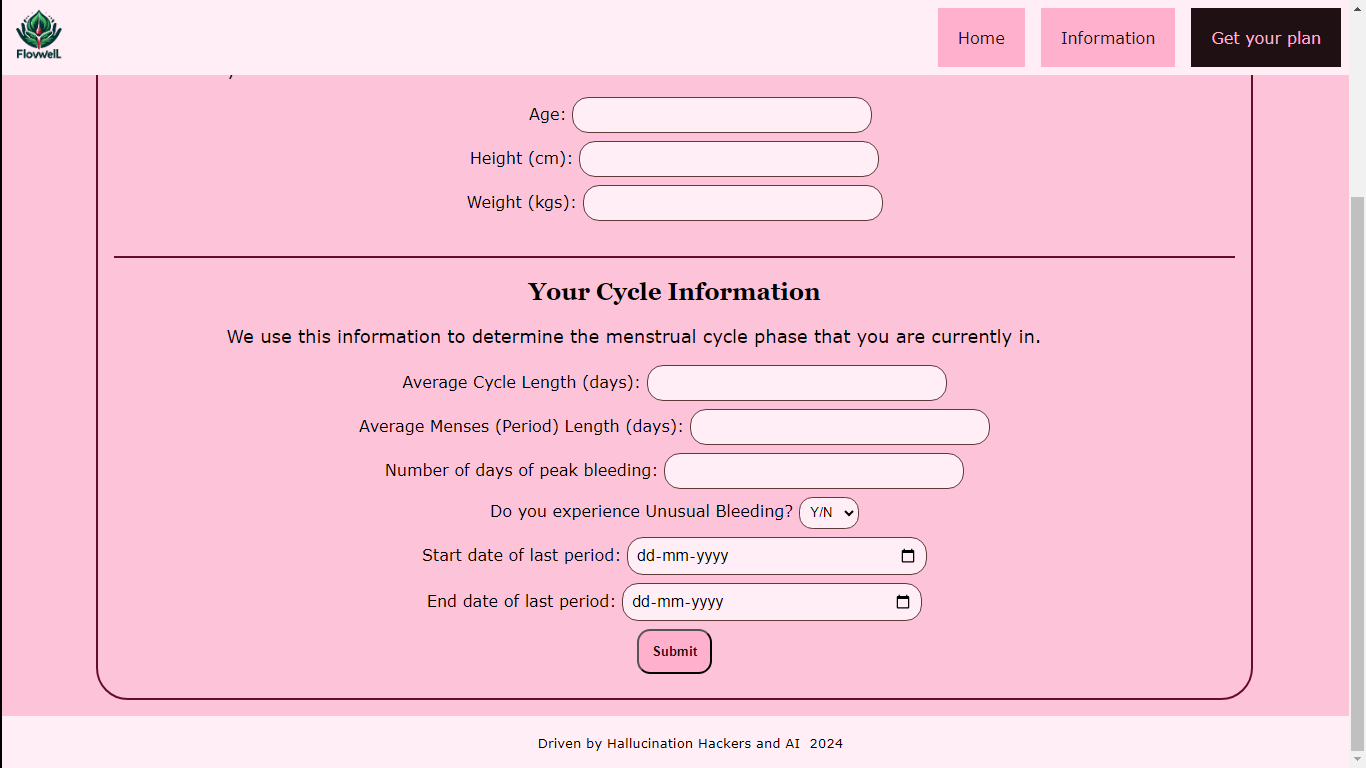 FlovwelL
Home
Information
Get your plan
Age:
Height (cm):
Weight (kgs):
Your Cycle Information
We use this information to determine the menstrual cycle phase that you are currently in.
Average Cycle Length (days):
Average Menses (Period) Length (days):
Number of days of peak bleeding:
Do you experience Unusual Bleeding? Y/N
Start date of last period: dd-mm-yyyy
End date of last period: dd-mm-yyyy
Submit
Driven by Hallucination Hackers and AI 2024